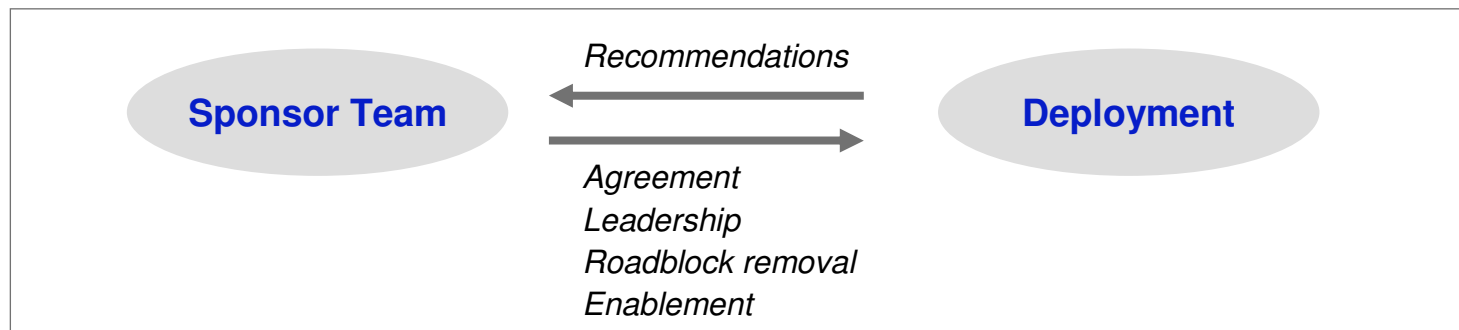 Recommendations
Sponsor Team
Deployment
Agreement
Leadership
Roadblock removal
Enablement